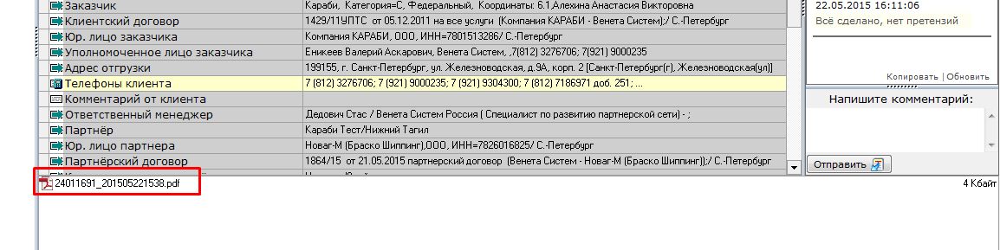 Заказчик Караби, Категория=C, Федеральный, Координаты: 6.1,Алехина Анастасия Викторовна
Клиентский договор 1429/11УПТС от 05.12.2011 на все услуги (Компания КАРАБИ - Венета Систем);/ С.-Петербург
Юр. лицо заказчика Компания КАРАБИ, ООО, ИНН=7801513286/ С.-Петербург
Уполномоченное лицо заказчика Еникеев Валерий Аскарович, Венета Систем, ,7(812) 3276706; 7(921) 9000235
Адрес отгрузки 199155, г. Санкт-Петербург, ул. Железноводская, д.9А, корп. 2 [Санкт-Петербург(г), Железноводская(ул)]
Телефоны клиента 7 (812) 3276706; 7 (921) 9000235; 7 (921) 9304300; 7 (812) 7186971 доб. 251; ...
Комментарий от клиента
Ответственный менеджер Дедович Стас / Венета Систем Россия ( Специалист по развитию партнерской сети) - ;
Партнёр Караби Тест/Нижний Тагил
Юр. лицо партнера Новаг-М (Браско Шиппинг),ООО, ИНН=7826016825/ С.-Петербург
Партнёрский договор 1864/15 от 21.05.2015 партнерский договор (Венета Систем - Новаг-М (Браско Шиппинг));/ С.-Петербург
24011691_201505221538.pdf 4 Кбайт
22.05.2015 16:11:06
Всё сделано, нет претензий
Копировать | Обновить
Напишите комментарий:
Отправить